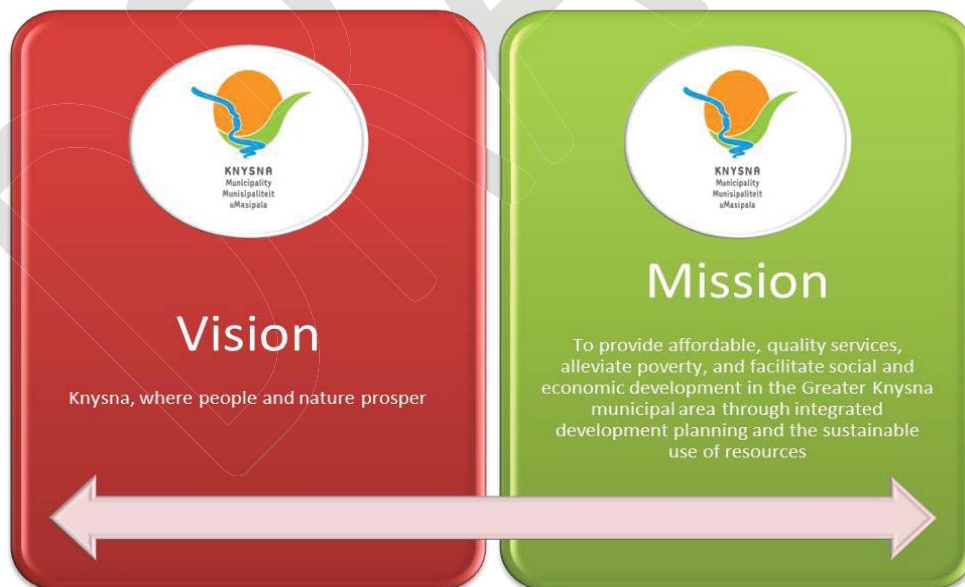 KNYSNA
Municipality
Munisipaliteit
uMasipala
Vision
Knysna, where people and nature prosper
KNYSNA
Municipality
Munisipaliteit
uMasipala
Mission
To provide affordable, quality services,
alleviate poverty, and facilitate social and
economic development in the Greater Knysna
municipal area through integrated
development planning and the sustainable
use of resources